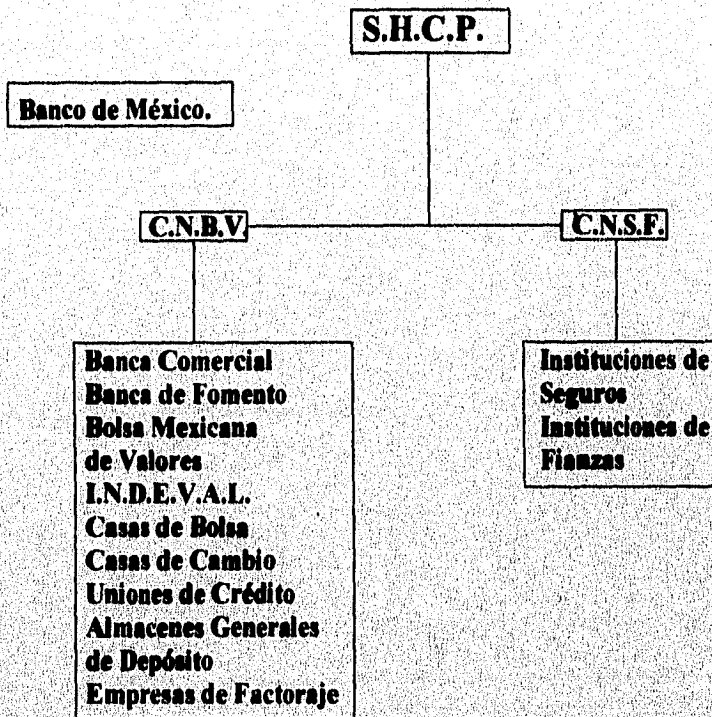 S.H.C.P.
Banco de México.
C.N.B.V.
C.N.S.F.
Banca Comercial
Banca de Fomento
Bolsa Mexicana
de Valores
I.N.D.E.V.A.L.
Casas de Bolsa
Casas de Cambio
Uniones de Crédito
Almacenes Generales
de Depósito
Empresas de Factoraje
Instituciones de
Seguros
Instituciones de
Fianzas